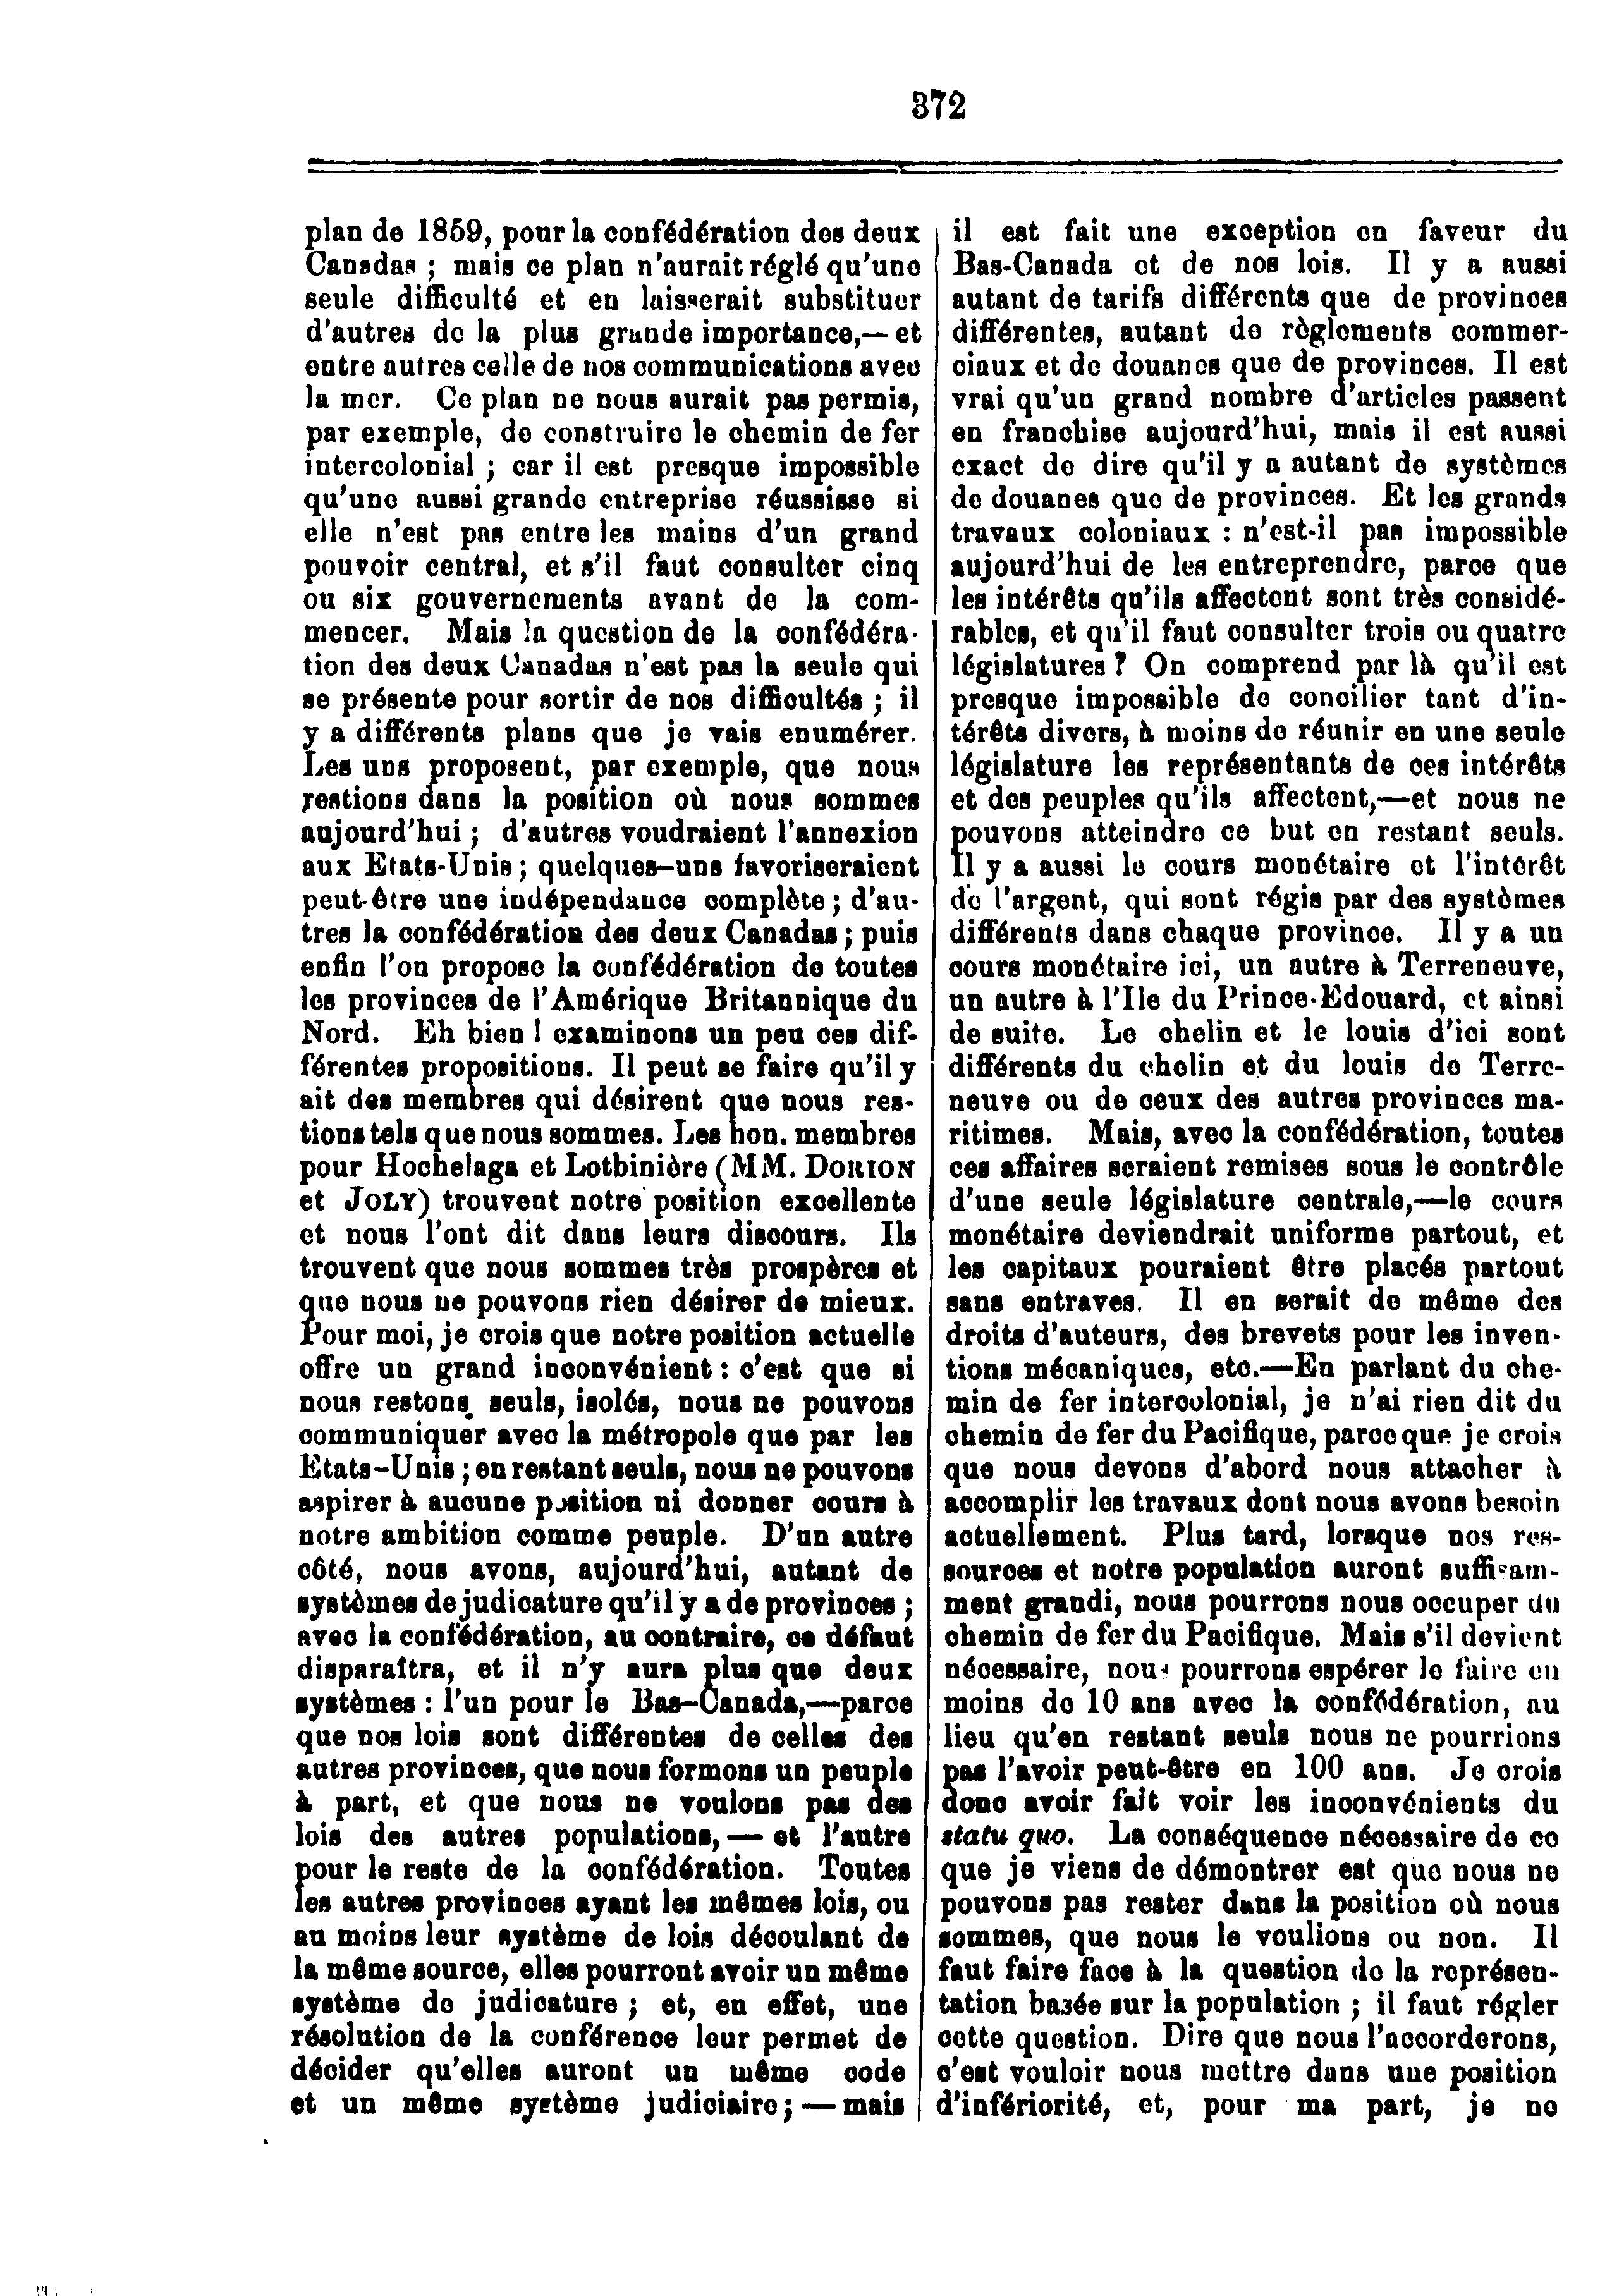 372
plan de 1859, pour la confédération des deux
Canadas ; mais ce plan n'aurait réglé qu'une
seule difficulté et en laisserait substituer
d'autres de la plus grande importance,— et
entre autres celle de nos communications avec
la mer. Ce plan ne nous aurait pas permis,
par exemple, de construire le chemin de fer
intercolonial ; car il est presque impossible
qu'une aussi grande entreprise réussisse si
elle n'est pas entre les mains d'un grand
pouvoir central, et s'il faut consulter cinq
ou six gouvernements avant de la com-
mencer. Mais la question de la confédéra-
tion des deux Canadas n'est pas la seule qui
se présente pour sortir de nos difficultés ; il
y a différents plans que je vais enumérer.
Les uns proposent, par exemple, que nous
restions dans la position où nous sommes
aujourd'hui ; d'autres voudraient l'annexion
aux Etats-Unis ; quelques-uns favoriseraient
peut-être une indépendance complète ; d'au-
tres la confédération des deux Canadas ; puis
enfin l'on propose la confédération de toutes
les provinces de l'Amérique Britannique du
Nord. Eh bien ! examinons un peu ces dif-
férentes propositions. Il peut se faire qu'il y
ait des membres qui désirent que nous res-
tions tels que nous sommes. Les hon. membres
pour Hochelaga et Lotbinière (MM. DORION
et JOLY) trouvent notre position excellente
et nous l'ont dit dans leurs discours. Ils
trouvent que nous sommes très prospères et
que nous ne pouvons rien désirer de mieux.
Pour moi, je crois que notre position actuelle
offre un grand inconvénient : c'est que si
nous restons seuls, isolés, nous ne pouvons
communiquer avec la métropole que par les
Etats-Unis ; en restant seuls, nous ne pouvons
aspirer à aucune position ni donner cours à
notre ambition comme peuple. D'un autre
côté, nous avons, aujourd'hui, autant de
systèmes de judicature qu'il y a de provinces ;
avec la confédération, au contraire, ce défaut
disparaîtra, et il n'y aura plus que deux
systèmes : l'un pour le Bas-Canada,—parce
que nos lois sont différentes de celles des
autres provinces, que nous formons un peuple
à part, et que nous ne voulons pas des
lois des autres populations,— et l'autre
pour le reste de la confédération. Toutes
les autres provinces ayant les mêmes lois, ou
au moins leur système de lois découlant de
la même source, elles pourront avoir un même
système de judicature ; et, en effet, une
résolution de la conférence leur permet de
décider qu'elles auront un même code
et un même système judiciaire ; — mais
il est fait une exception en faveur du
Bas-Canada et de nos lois. Il y a aussi
autant de tarifs différents que de provinces
différentes, autant de règlements commer-
ciaux et de douanes que de provinces. Il est
vrai qu'un grand nombre d'articles passent
en franchise aujourd'hui, mais il est aussi
exact de dire qu'il y a autant de systèmes
de douanes que de provinces. Et les grands
travaux coloniaux : n'est-il pas impossible
aujourd'hui de les entreprendre, parce que
les intérêts qu'ils affectent sont très considé-
rables, et qu'il faut consulter trois ou quatre
législatures ? On comprend par là qu'il est
presque impossible de concilier tant d'in-
térêts divers, à moins de réunir en une seule
législature les représentants de ces intérêts
et des peuples qu'ils affectent,—et nous ne
pouvons atteindre ce but en restant seuls.
Il y a aussi le cours monétaire et l'intérêt
de l'argent, qui sont régis par des systèmes
différents dans chaque province. Il y a un
cours monétaire ici, un autre à Terreneuve,
un autre à l'Ile du Prince-Edouard, et ainsi
de suite. Le chelin et le louis d'ici sont
différents du chelin et du louis de Terre-
neuve ou de ceux des autres provinces ma-
ritimes. Mais, avec la confédération, toutes
ces affaires seraient remises sous le contrôle
d'une seule législature centrale,—le cours
monétaire deviendrait uniforme partout, et
les capitaux pouraient être placés partout
sans entraves. Il en serait de même des
droits d'auteurs, des brevets pour les inven-
tions mécaniques, etc.—En parlant du che-
min de fer intercolonial, je n'ai rien dit du
chemin de fer du Pacifique, parce que je crois
que nous devons d'abord nous attacher à
accomplir les travaux dont nous avons besoin
actuellement. Plus tard, lorsque nos res-
sources et notre population auront suffisam-
ment grandi, nous pourrons nous occuper du
chemin de fer du Pacifique. Mais s'il devient
nécessaire, nous pourrons espérer le faire en
moins de 10 ans avec la confédération, au
lieu qu'en restant seuls nous ne pourrions
pas l'avoir peut-être en 100 ans. Je crois
donc avoir fait voir les inconvénients du
statu quo. La conséquence nécessaire de ce
que je viens de démontrer est que nous ne
pouvons pas rester dans la position où nous
sommes, que nous le voulions ou non. Il
faut faire face à la question de la représen-
tation basée sur la population ; il faut régler
cette question. Dire que nous l'accorderons,
c'est vouloir nous mettre dans une position
d'infériorité, et, pour ma part, je ne